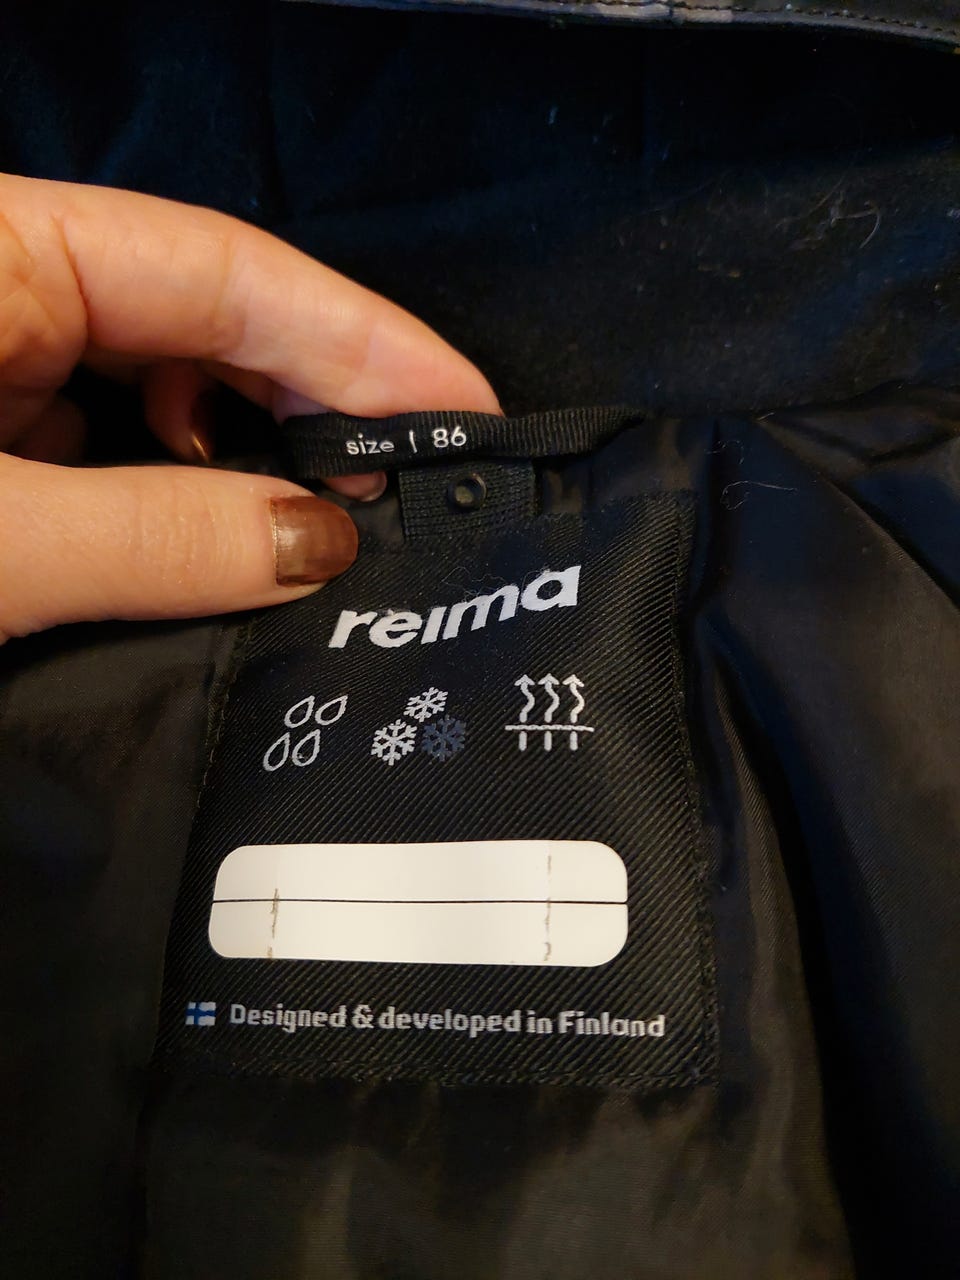 size | 86
reima
Designed & developed in Finland